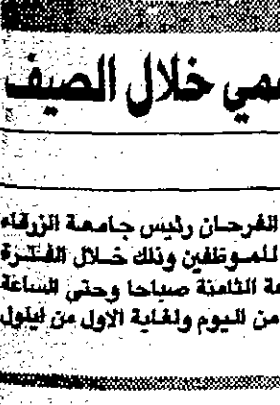 مي خلال الصيف
الفرحان رئيس جامعة الزرقاء
للموظفين وذلك خلال الفترة
الثامنة صباحا وحتى الساعة
من اليوم ولغاية الاول من ايلول